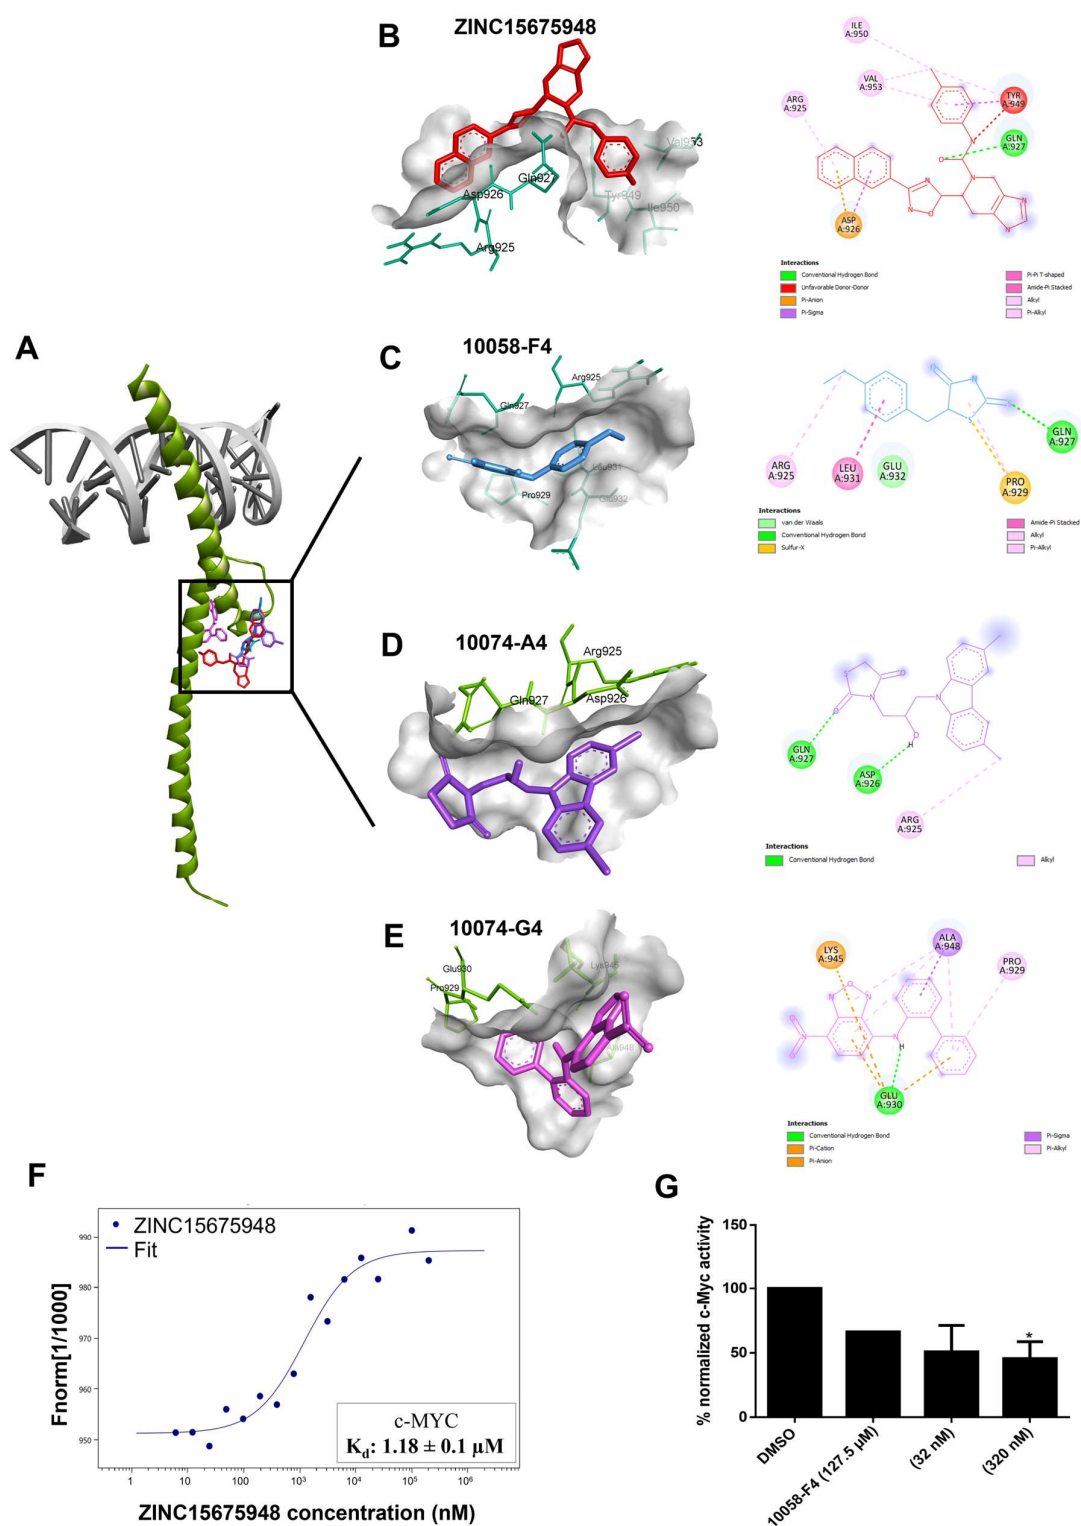 B
ZINC15675948
Val953
Gln927
Asp926
Tyr949
Ile950
Arg925
ILE
A:950
VAL
A:953
ARG
A:925
TYR
A:949
GLN
A:927
ASP
A:926
Interactions
Conventional Hydrogen Bond
Unfavorable Donor-Donor
Pi-Anion
Pi-Sigma
Pi-Pi T-shaped
Amide-Pi Stacked
Alkyl
Pi-Alkyl
A
C
10058-F4
Arg925
Gln927
Leu931
Pro929
Glu932
GLN
A:927
ARG
A:925
LEU
A:931
GLU
A:932
PRO
A:929
Interactions
van der Waals
Conventional Hydrogen Bond
Sulfur-X
Amide-Pi Stacked
Alkyl
Pi-Alkyl
D
10074-A4
Arg925
Gln927
Asp926
GLN
A:927
ASP
A:926
ARG
A:925
H
N
Interactions
Conventional Hydrogen Bond
Alkyl
E
10074-G4
Glu930
Pro929
Lys945
Ala948
LYS
A:945
ALA
A:948
PRO
A:929
GLU
A:930
H
Interactions
Conventional Hydrogen Bond
Pi-Cation
Pi-Anion
Pi-Sigma
Pi-Alkyl
F
ZINC15675948
Fit
990
980
970
960
950
Fnorm[1/1000]
c-MYC
Kd: 1.18 ± 0.1 µM
1 10 100 10³ 10⁴ 10⁵ 10⁶
ZINC15675948 concentration (nM)
G
% normalized c-Myc activity
150
100
50
0
*
DMSO
10058-F4 (127.5 µM)
(32 nM)
(320 nM)